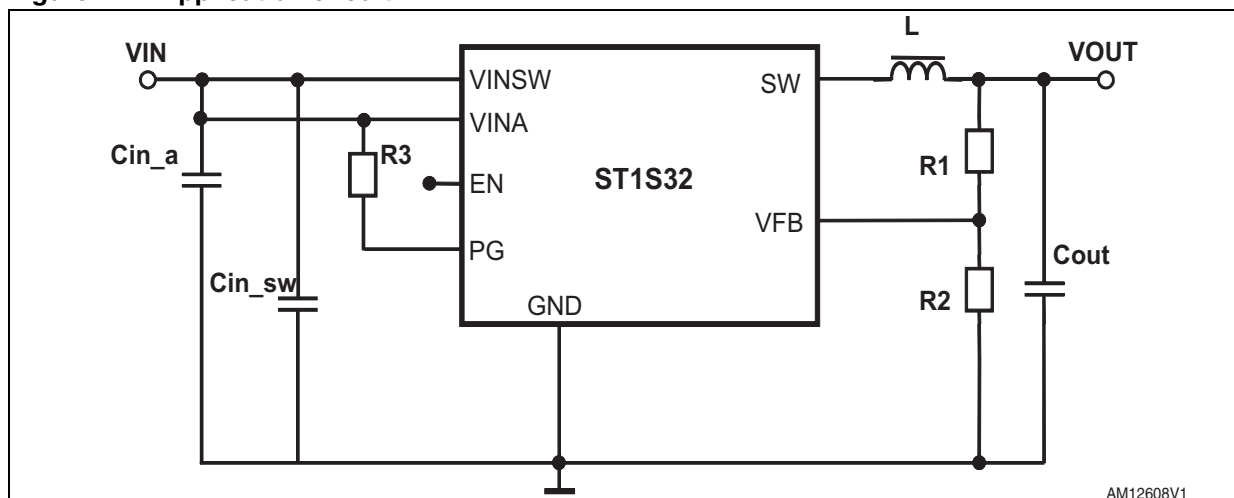 L
VIN
VOUT
VINSW
SW
VINA
Cin_a
R3
R1
EN
ST1S32
VFB
PG
Cout
Cin_sw
R2
GND
AM12608V1